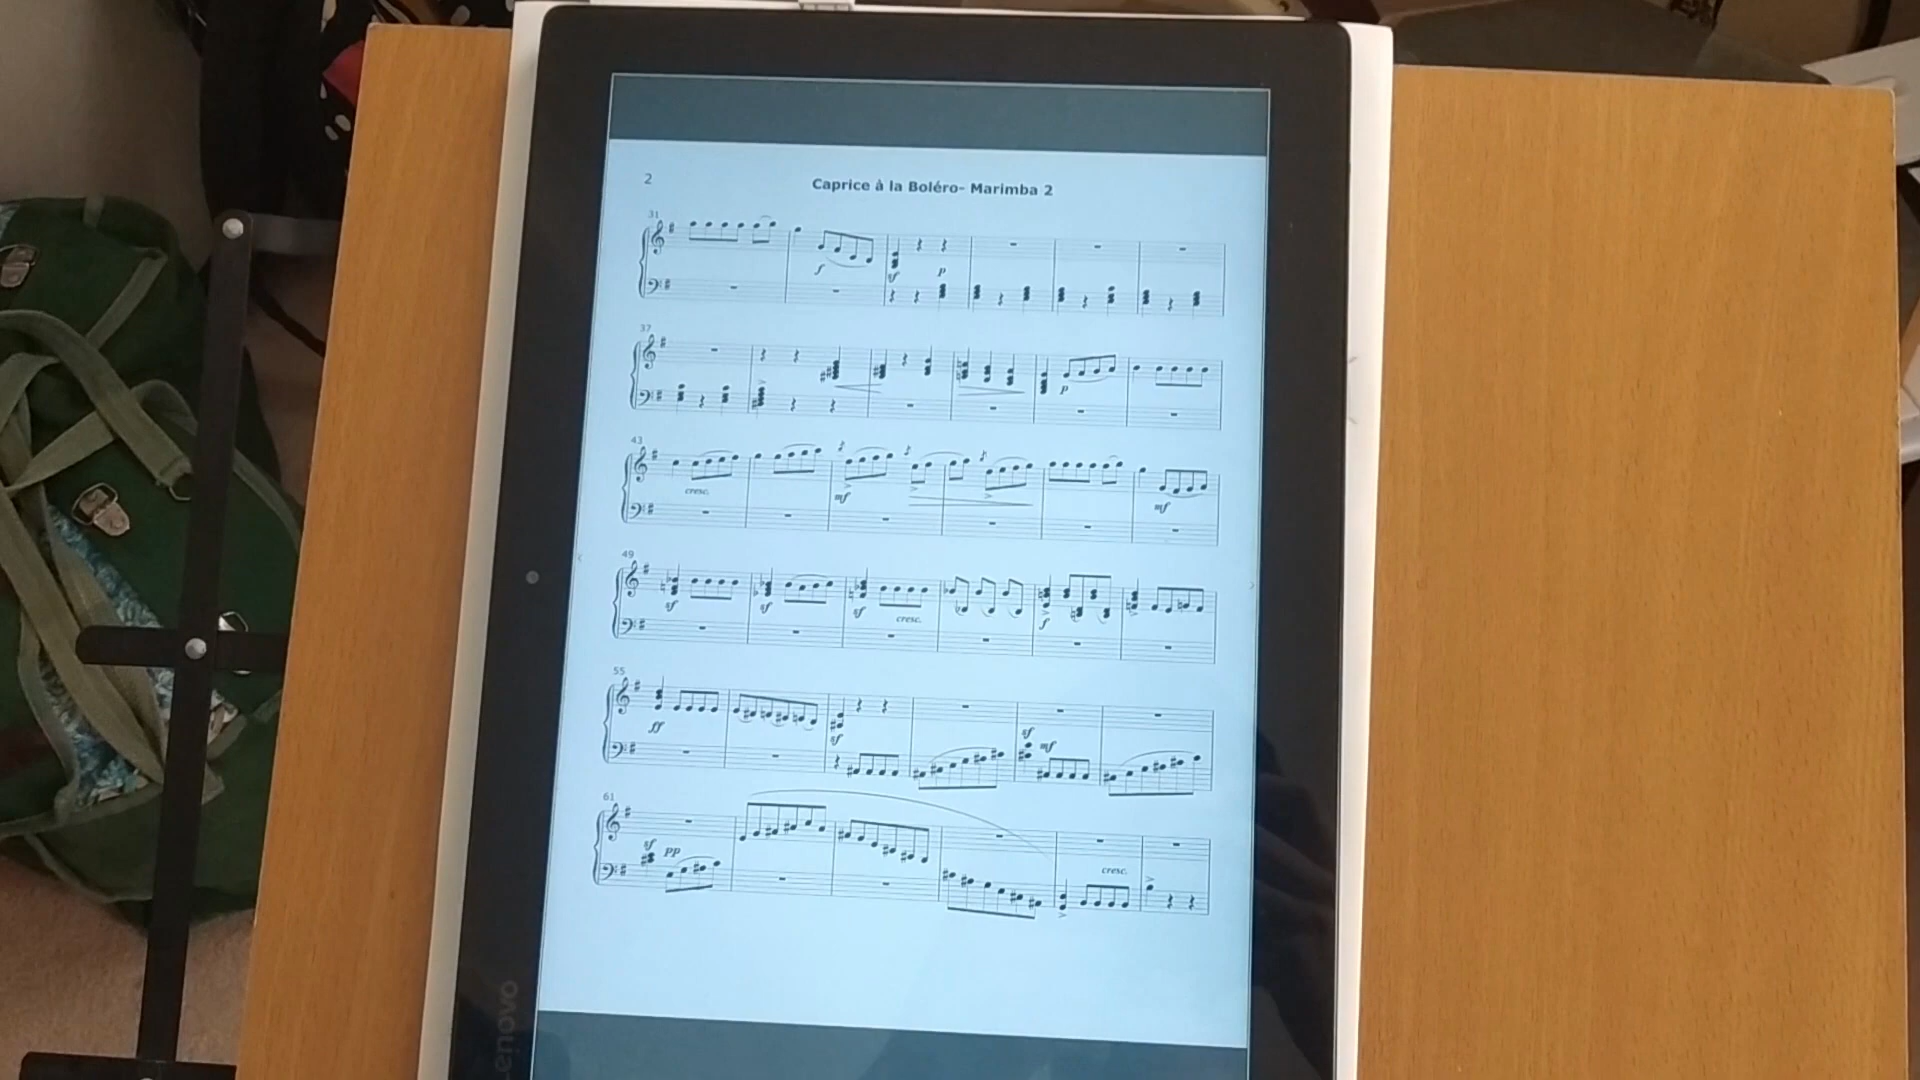 2
Caprice à la Boléro- Marimba 2
31
f
sf
p
37
p
43
cresc.
mf
mf
49
sf
sf
sf
cresc.
f
55
ff
sf
sf
mf
61
sf
pp
cresc.
Lenovo